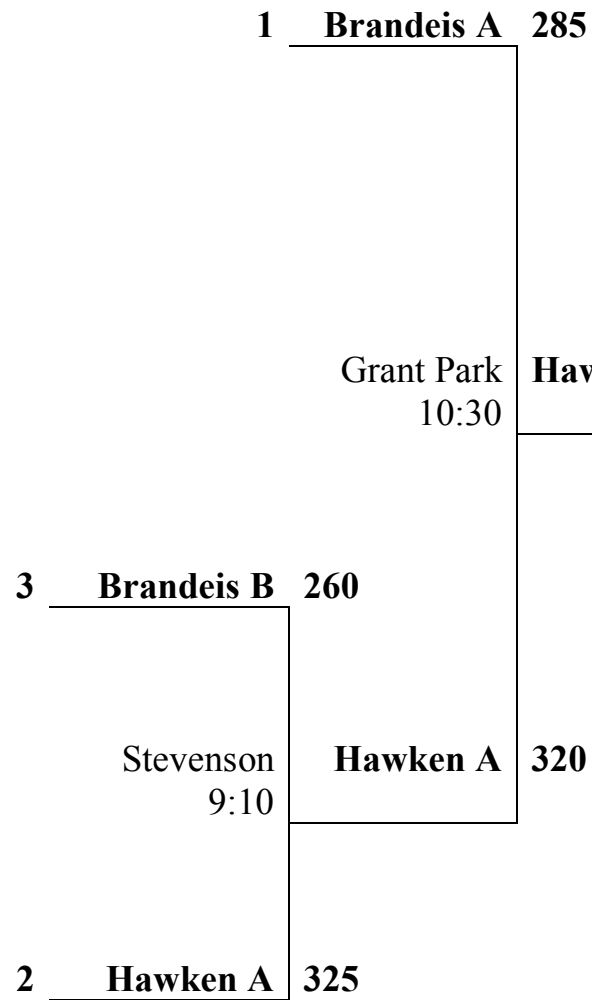 1 Brandeis A 285
Grant Park
10:30
3 Brandeis B 260
Stevenson
9:10
Hawken A 320
2 Hawken A 325